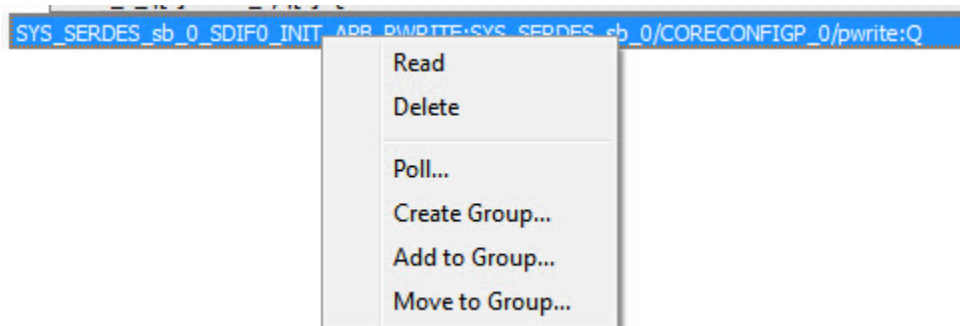 SYS_SERDES_sb_0_SDIF0_INIT_APB_PWRITE:SYS_SERDES_sb_0/CORECONFIGP_0/pwrite:Q
Read
Delete
Poll...
Create Group...
Add to Group...
Move to Group...